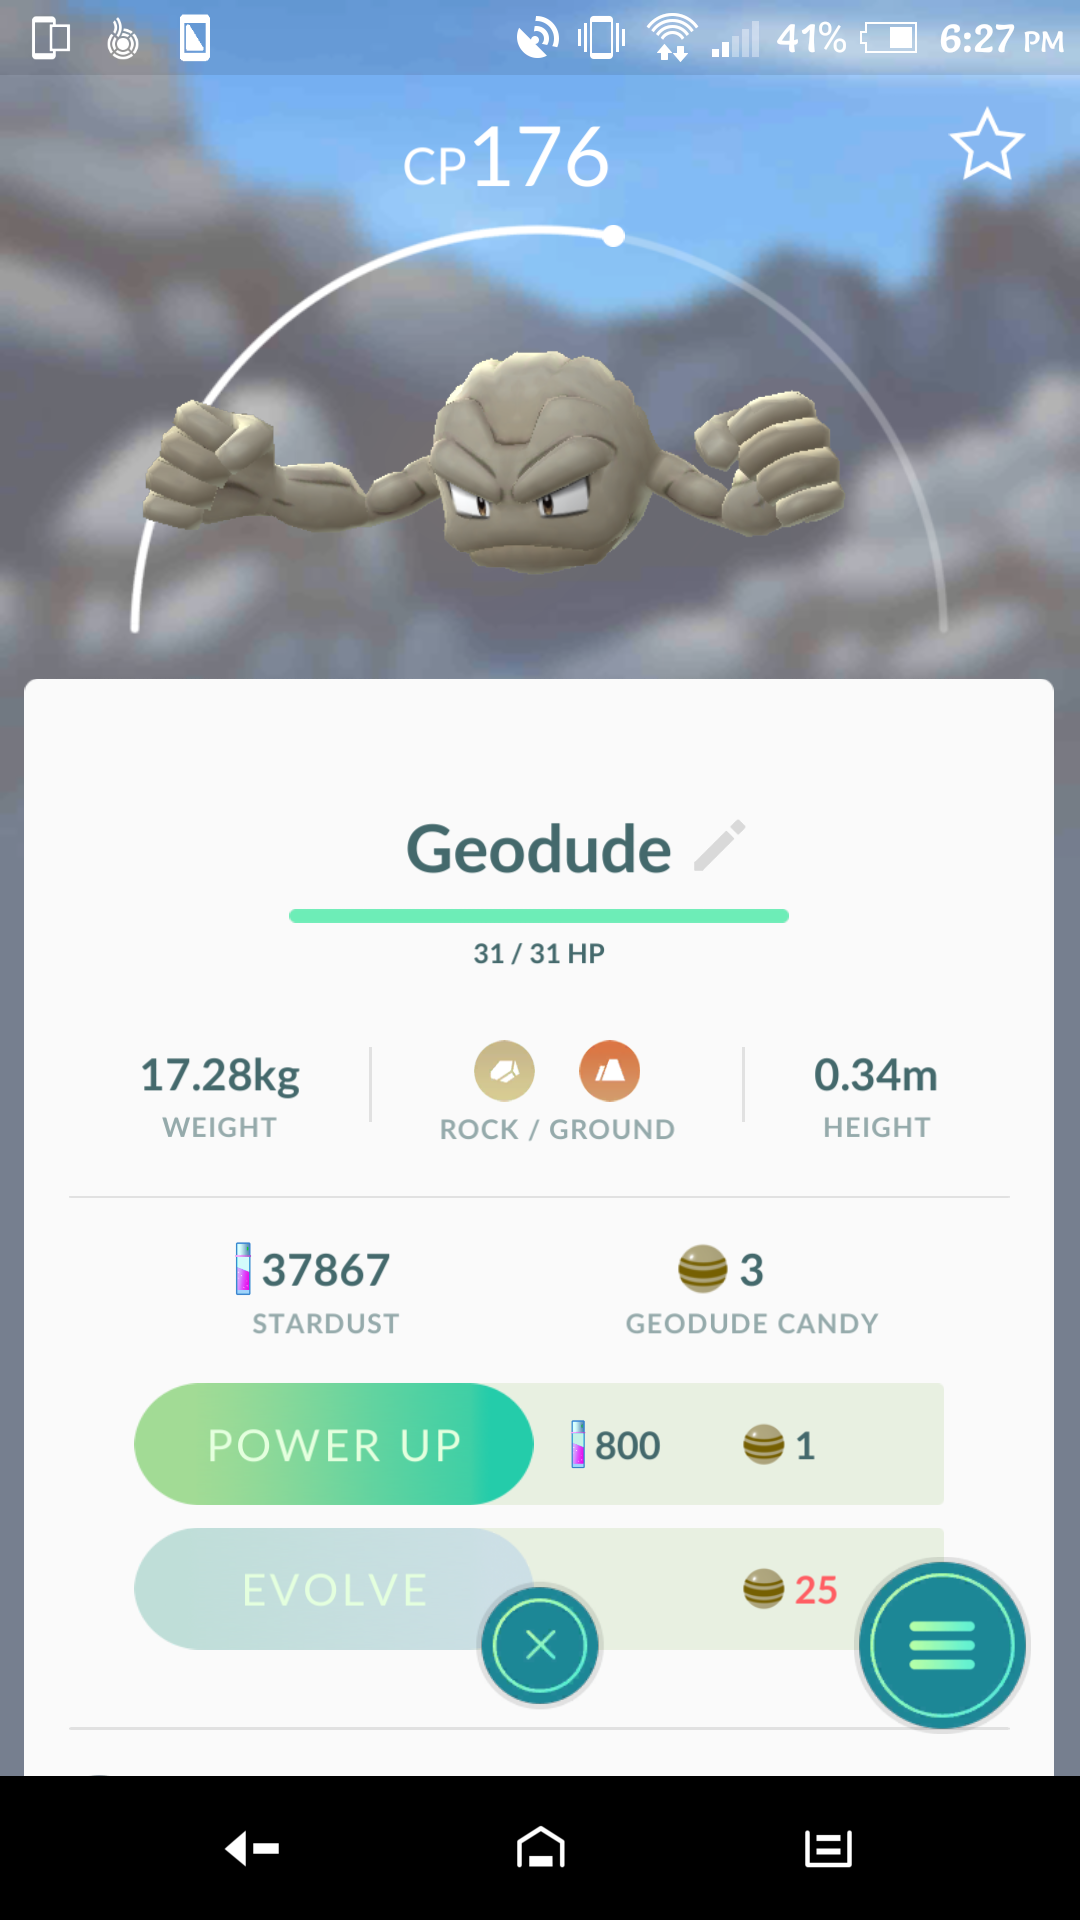 41% 6:27 PM
CP176
Geodude
31 / 31 HP
17.28kg
WEIGHT
ROCK / GROUND
0.34m
HEIGHT
37867
STARDUST
3
GEODUDE CANDY
POWER UP 800 1
EVOLVE 25